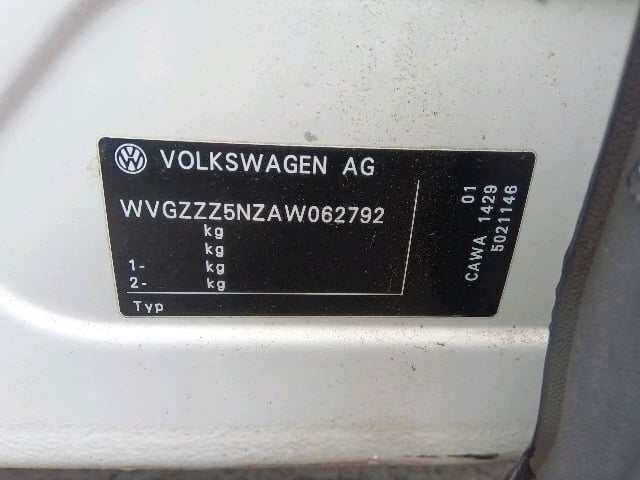 VOLKSWAGEN AG
WVGZZZ5NZAW062792
kg
kg
1- kg
2- kg
Typ
01
CAWA 1429
5021146